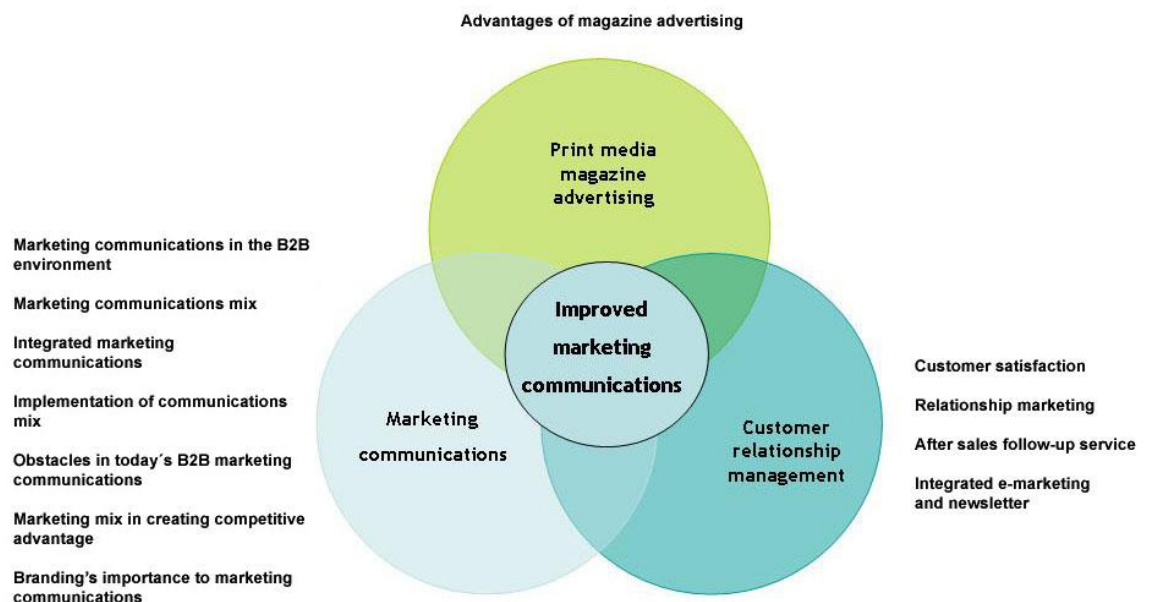 Advantages of magazine advertising
Print media
magazine
advertising
Marketing communications in the B2B
environment
Marketing communications mix
Integrated marketing
communications
Implementation of communications
mix
Obstacles in today´s B2B marketing
communications
Marketing mix in creating competitive
advantage
Branding's importance to marketing
communications
Improved
marketing
communications
Marketing
communications
Customer
relationship
management
Customer satisfaction
Relationship marketing
After sales follow-up service
Integrated e-marketing
and newsletter